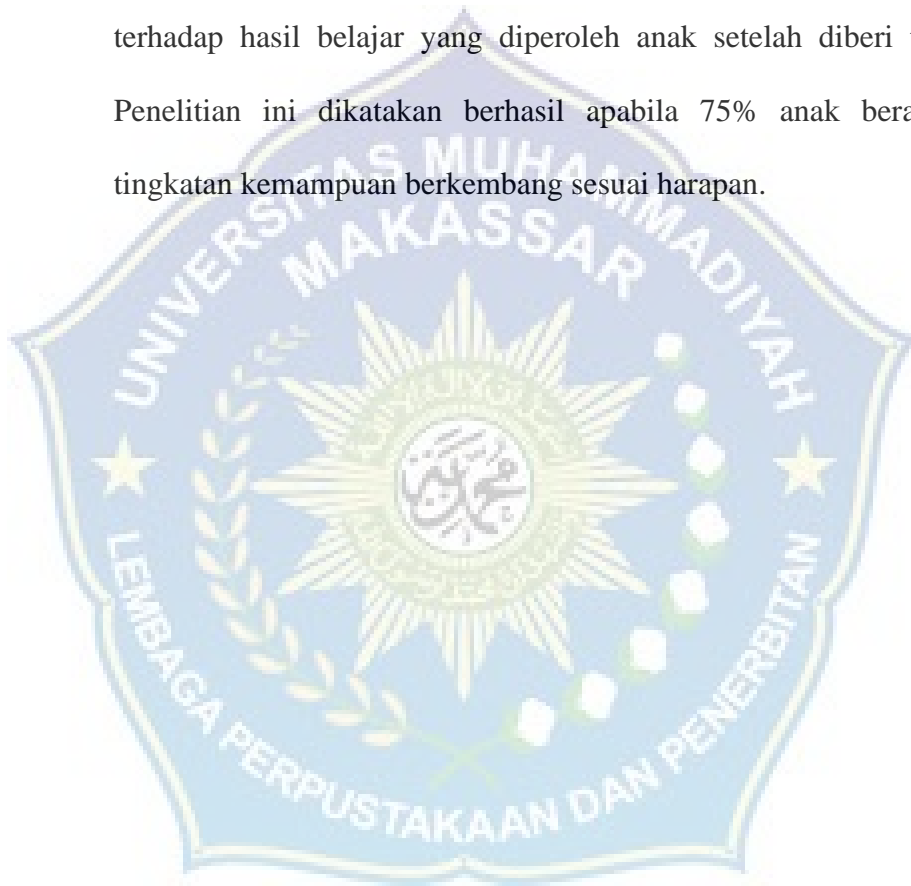 terhadap hasil belajar yang diperoleh anak setelah diberi
Penelitian ini dikatakan berhasil apabila 75% anak
tingkatan kemampuan berkembang sesuai harapan.
UNIVERSITAS MUHAMMADIYAH
MAKASSAR
LEMBAGA PERPUSTAKAAN DAN PENERBITAN